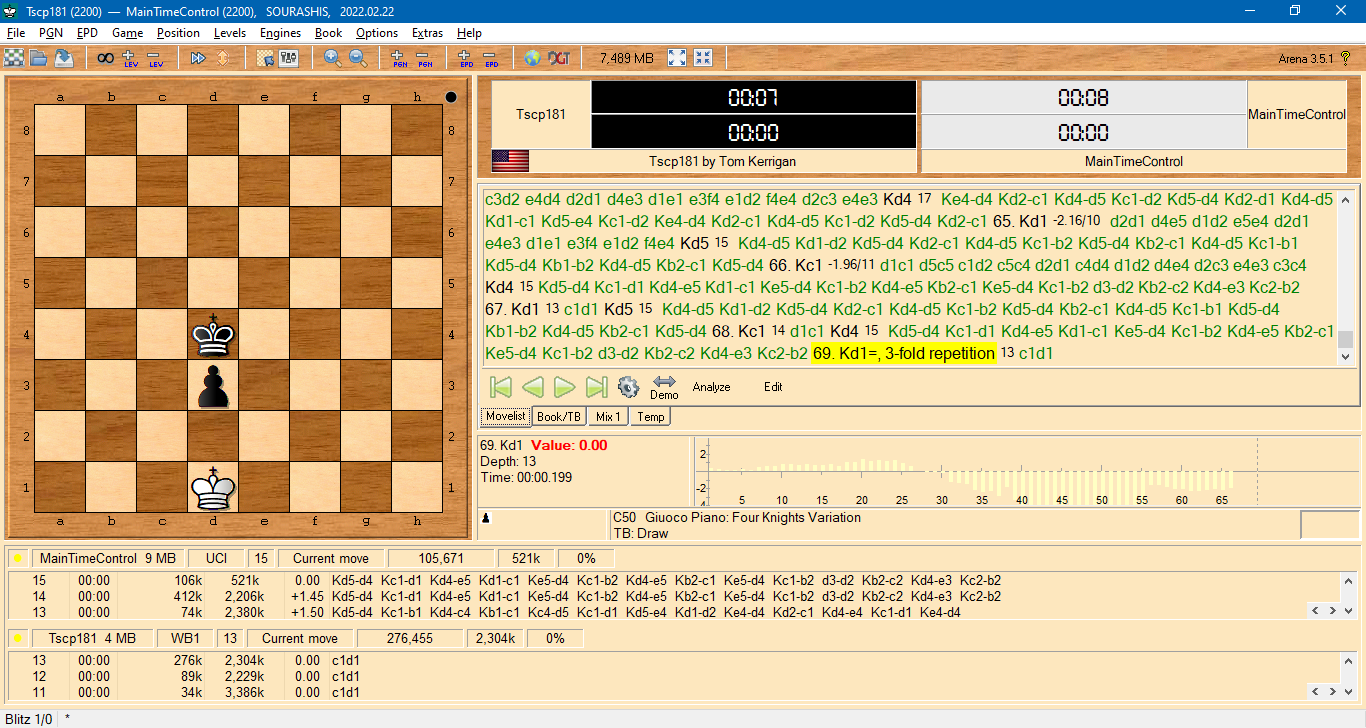 Tscp181 (2200) — MainTimeControl (2200), SOURASHIS, 2022.02.22
File PGN EPD Game Position Levels Engines Book Options Extras Help
LEV LEV PGN PGN EPD EPD DGT 7,489 MB Arena 3.5.1
a b c d e f g h
8 8
7 7
6 6
5 5
4 4
3 3
2 2
1 1
a b c d e f g h
Tscp181 00:07 00:08 MainTimeControl
00:00 00:00
Tscp181 by Tom Kerrigan MainTimeControl
c3d2 e4d4 d2d1 d4e3 d1e1 e3f4 e1d2 f4e4 d2c3 e4e3 Kd4 17 Ke4-d4 Kd2-c1 Kd4-d5 Kc1-d2 Kd5-d4 Kd2-d1 Kd4-d5
Kd1-c1 Kd5-e4 Kc1-d2 Ke4-d4 Kd2-c1 Kd4-d5 Kc1-d2 Kd5-d4 Kd2-c1 65. Kd1 -2.16/10 d2d1 d4e5 d1d2 e5e4 d2d1
e4e3 d1e1 e3f4 e1d2 f4e4 Kd5 15 Kd4-d5 Kd1-d2 Kd5-d4 Kd2-c1 Kd4-d5 Kc1-b2 Kd5-d4 Kb2-c1 Kd4-d5 Kc1-b1
Kd5-d4 Kb1-b2 Kd4-d5 Kb2-c1 Kd5-d4 66. Kc1 -1.96/11 d1c1 d5c5 c1d2 c5c4 d2d1 c4d4 d1d2 d4e4 d2c3 e4e3 c3c4
Kd4 15 Kd5-d4 Kc1-d1 Kd4-e5 Kd1-c1 Ke5-d4 Kc1-b2 Kd4-e5 Kb2-c1 Ke5-d4 Kc1-b2 d3-d2 Kb2-c2 Kd4-e3 Kc2-b2
67. Kd1 13 c1d1 Kd5 15 Kd4-d5 Kd1-d2 Kd5-d4 Kd2-c1 Kd4-d5 Kc1-b2 Kd5-d4 Kb2-c1 Kd4-d5 Kc1-b1 Kd5-d4
Kb1-b2 Kd4-d5 Kb2-c1 Kd5-d4 68. Kc1 14 d1c1 Kd4 15 Kd5-d4 Kc1-d1 Kd4-e5 Kd1-c1 Ke5-d4 Kc1-b2 Kd4-e5 Kb2-c1
Ke5-d4 Kc1-b2 d3-d2 Kb2-c2 Kd4-e3 Kc2-b2 69. Kd1=, 3-fold repetition 13 c1d1
Demo Analyze Edit
Movelist Book/TB Mix 1 Temp
69. Kd1 Value: 0.00
Depth: 13
Time: 00:00.199
2
-2
-4
5 10 15 20 25 30 35 40 45 50 55 60 65
C50 Giuoco Piano: Four Knights Variation
TB: Draw
MainTimeControl 9 MB UCI 15 Current move 105,671 521k 0%
15 00:00 106k 521k 0.00 Kd5-d4 Kc1-d1 Kd4-e5 Kd1-c1 Ke5-d4 Kc1-b2 Kd4-e5 Kb2-c1 Ke5-d4 Kc1-b2 d3-d2 Kb2-c2 Kd4-e3 Kc2-b2
14 00:00 412k 2,206k +1.45 Kd5-d4 Kc1-d1 Kd4-e5 Kd1-c1 Ke5-d4 Kc1-b2 Kd4-e5 Kb2-c1 Ke5-d4 Kc1-b2 d3-d2 Kb2-c2 Kd4-e3 Kc2-b2
13 00:00 74k 2,380k +1.50 Kd5-d4 Kc1-b1 Kd4-c4 Kb1-c1 Kc4-d5 Kc1-d1 Kd5-e4 Kd1-d2 Ke4-d4 Kd2-c1 Kd4-e4 Kc1-d1 Ke4-d4
Tscp181 4 MB WB1 13 Current move 276,455 2,304k 0%
13 00:00 276k 2,304k 0.00 c1d1
12 00:00 89k 2,229k 0.00 c1d1
11 00:00 34k 3,386k 0.00 c1d1
Blitz 1/0 *